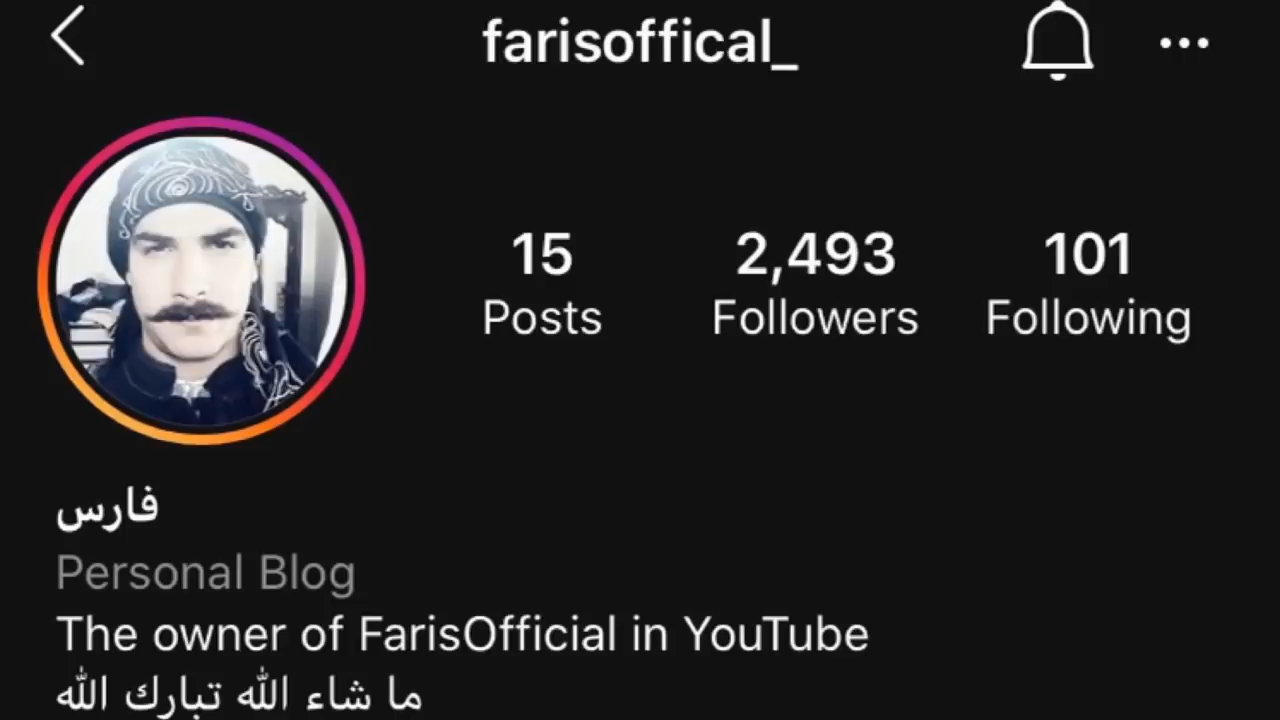 farisoffical_
15 2,493 101
Posts Followers Following
فارس
Personal Blog
The owner of FarisOfficial in YouTube
ما شاء الله تبارك الله